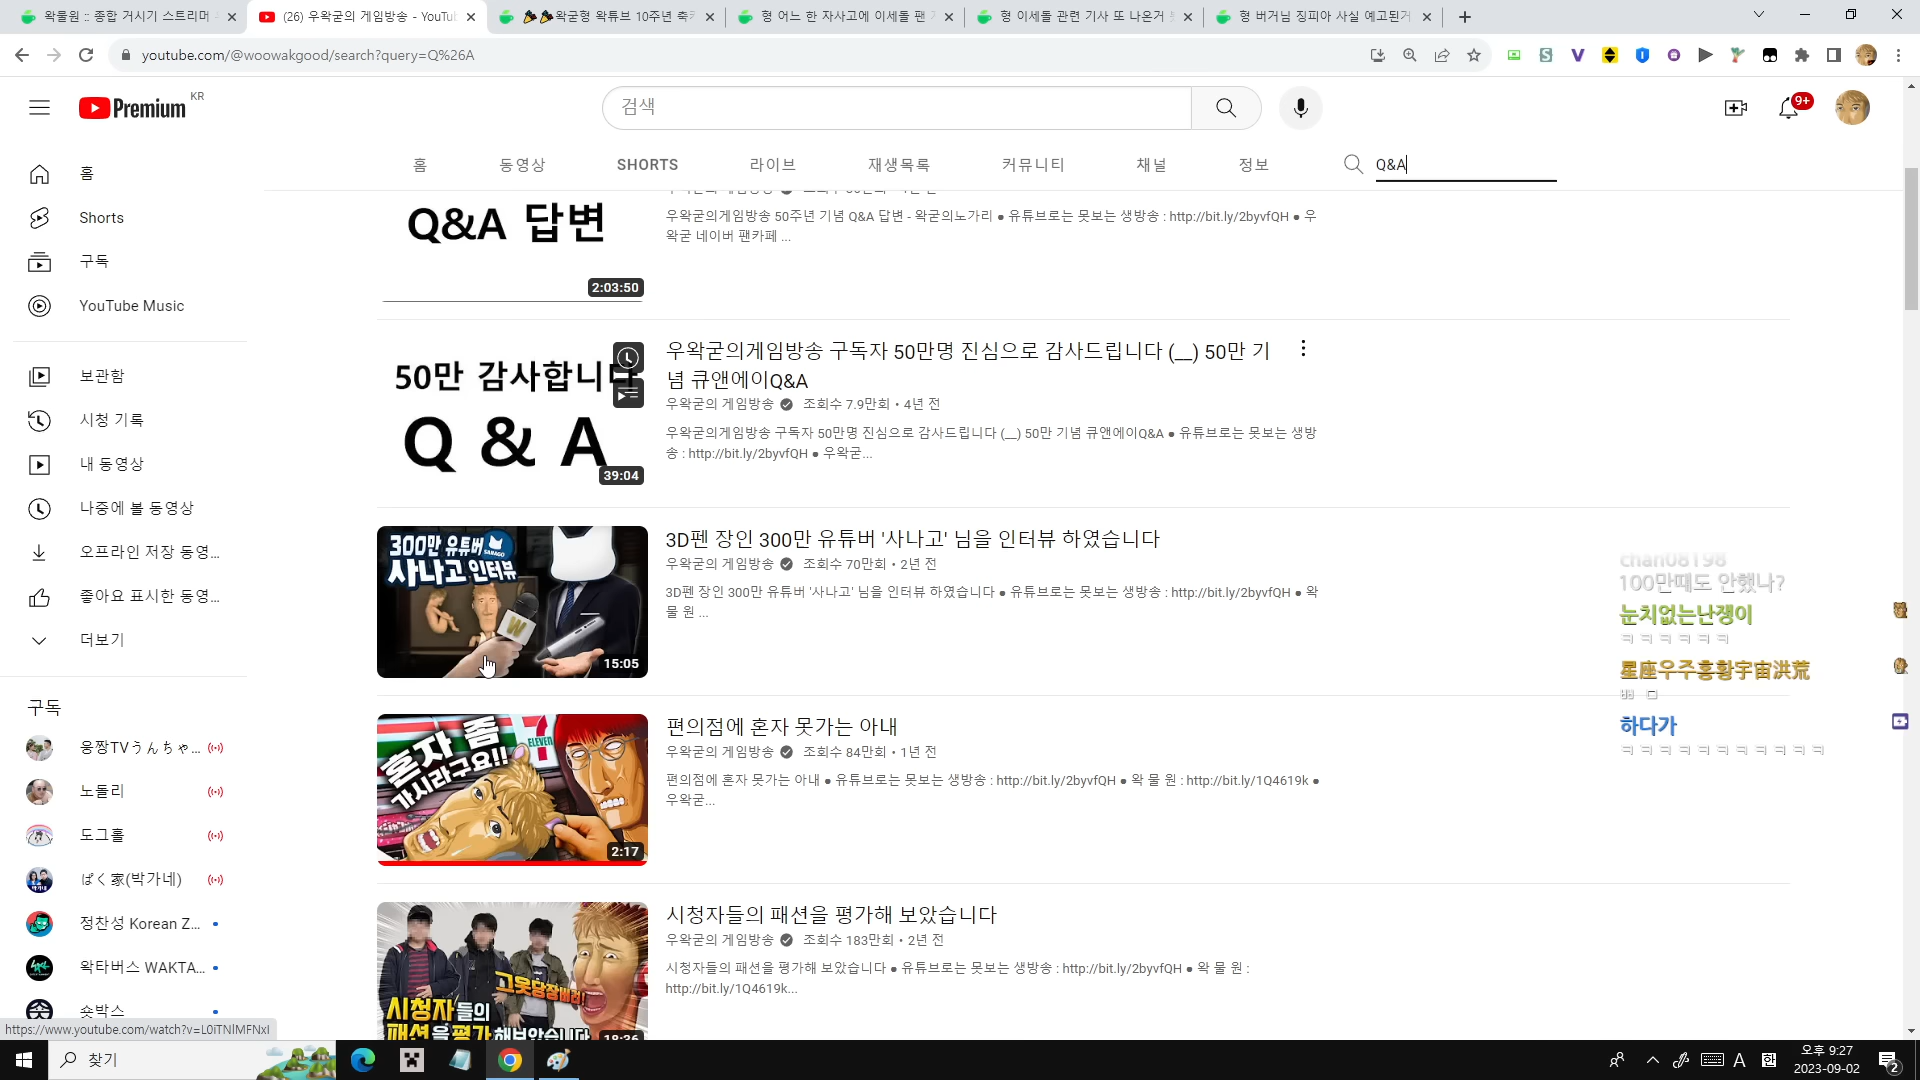 왁물원 :: 종합 거시기 스트리머
(26) 우왁굳의 게임방송 - YouTu
왁굳형 왁튜브 10주년 축
형 어느 한 자사고에 이세돌 팬
형 이세돌 관련 기사 또 나온거
형 버거님 징피아 사실 예고된거
youtube.com/@woowakgood/search?query=Q%26A
Premium KR
검색
9+
홈 동영상 SHORTS 라이브 재생목록 커뮤니티 채널 정보 Q&A
홈
Shorts
구독
YouTube Music
보관함
시청 기록
내 동영상
나중에 볼 동영상
오프라인 저장 동영...
좋아요 표시한 동영...
더보기
구독
웅짱TVうんちゃ...
노돌리
도그홀
ぱく家(박가네)
정찬성 Korean Z...
왁타버스 WAKTA...
숏박스
Q&A 답변
2:03:50
우왁굳의게임방송 50주년 기념 Q&A 답변 - 왁굳의노가리 ● 유튜브로는 못보는 생방송 : http://bit.ly/2byvfQH ● 우
왁굳 네이버 팬카페 ...
50만 감사합니다
Q & A
39:04
우왁굳의게임방송 구독자 50만명 진심으로 감사드립니다 (__) 50만 기
념 큐앤에이Q&A
우왁굳의 게임방송 조회수 7.9만회 • 4년 전
우왁굳의게임방송 구독자 50만명 진심으로 감사드립니다 (__) 50만 기념 큐앤에이Q&A ● 유튜브로는 못보는 생방
송 : http://bit.ly/2byvfQH ● 우왁굳...
300만 유튜버
SANAGO
사나고 인터뷰
W
15:05
3D펜 장인 300만 유튜버 '사나고' 님을 인터뷰 하였습니다
우왁굳의 게임방송 조회수 70만회 • 2년 전
3D펜 장인 300만 유튜버 '사나고' 님을 인터뷰 하였습니다 ● 유튜브로는 못보는 생방송 : http://bit.ly/2byvfQH ● 왁
물 원 ...
혼자 좀
가시라구요!!
7 ELEVEN
2:17
편의점에 혼자 못가는 아내
우왁굳의 게임방송 조회수 84만회 • 1년 전
편의점에 혼자 못가는 아내 ● 유튜브로는 못보는 생방송 : http://bit.ly/2byvfQH ● 왁 물 원 : http://bit.ly/1Q4619k ●
우왁굳...
그옷당장버려!
시청자들의
패션을평가해보았습니다
18:36
시청자들의 패션을 평가해 보았습니다
우왁굳의 게임방송 조회수 183만회 • 2년 전
시청자들의 패션을 평가해 보았습니다 ● 유튜브로는 못보는 생방송 : http://bit.ly/2byvfQH ● 왁 물 원 :
http://bit.ly/1Q4619k...
chan08198
100만때도 안했나?
눈치없는난쟁이
ㅋㅋㅋㅋㅋㅋ
星座우주흥황宇宙洪荒
하다가
ㅋㅋㅋㅋㅋㅋㅋㅋㅋㅋㅋ
https://www.youtube.com/watch?v=L0iTNlMFNxI
찾기
A 한
오후 9:27
2023-09-02
2